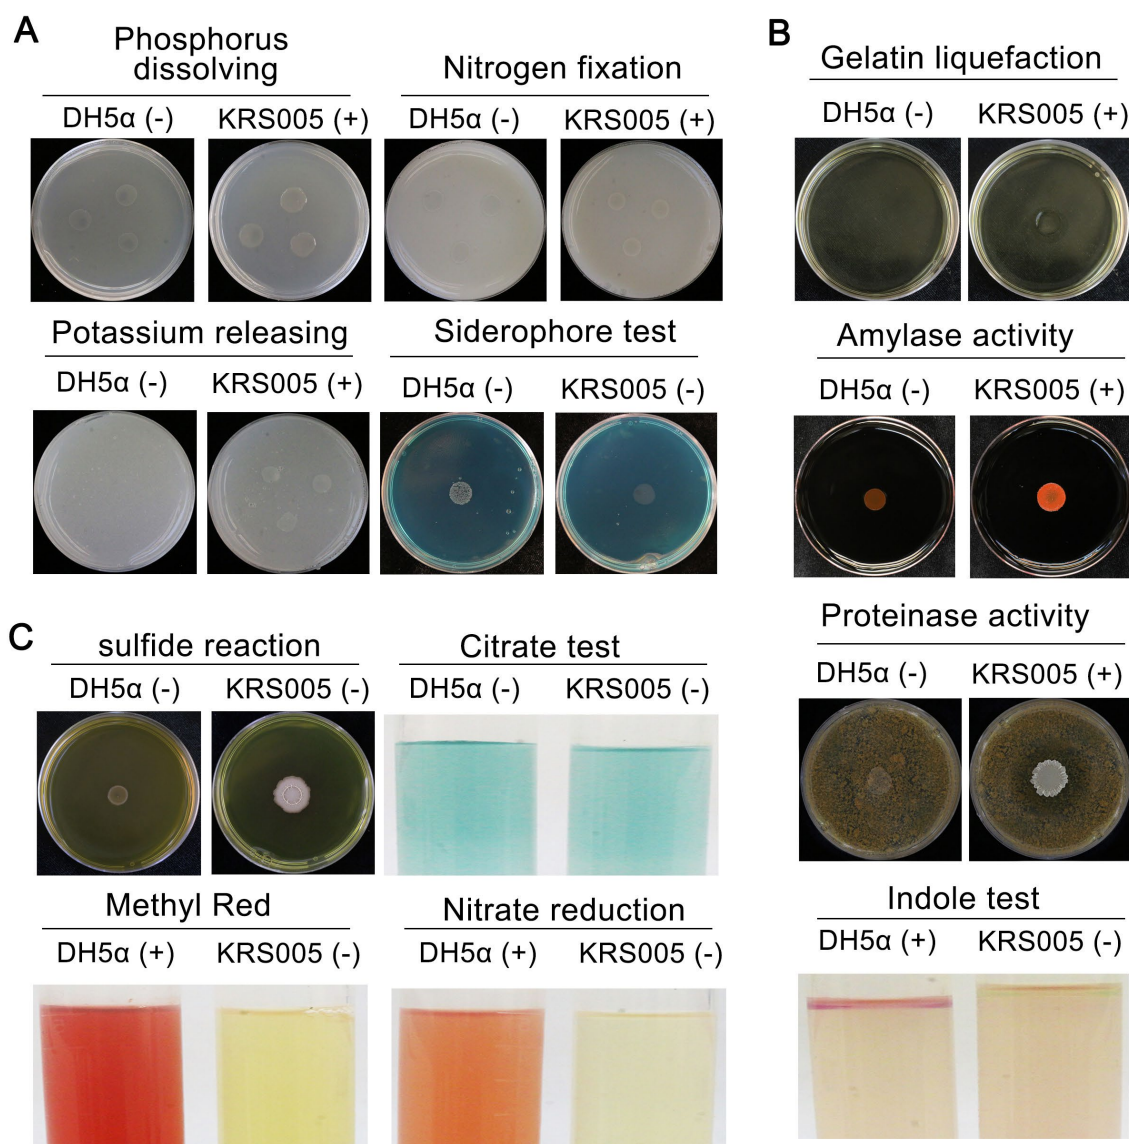 A
Phosphorus
dissolving
DH5α (-)
KRS005 (+)
Nitrogen fixation
DH5α (-)
KRS005 (+)
Potassium releasing
DH5α (-)
KRS005 (+)
Siderophore test
DH5α (-)
KRS005 (-)
B
Gelatin liquefaction
DH5α (-)
KRS005 (+)
Amylase activity
DH5α (-)
KRS005 (+)
Proteinase activity
DH5α (-)
KRS005 (+)
Indole test
DH5α (+)
KRS005 (-)
C
sulfide reaction
DH5α (-)
KRS005 (-)
Citrate test
DH5α (-)
KRS005 (-)
Methyl Red
DH5α (+)
KRS005 (-)
Nitrate reduction
DH5α (+)
KRS005 (-)